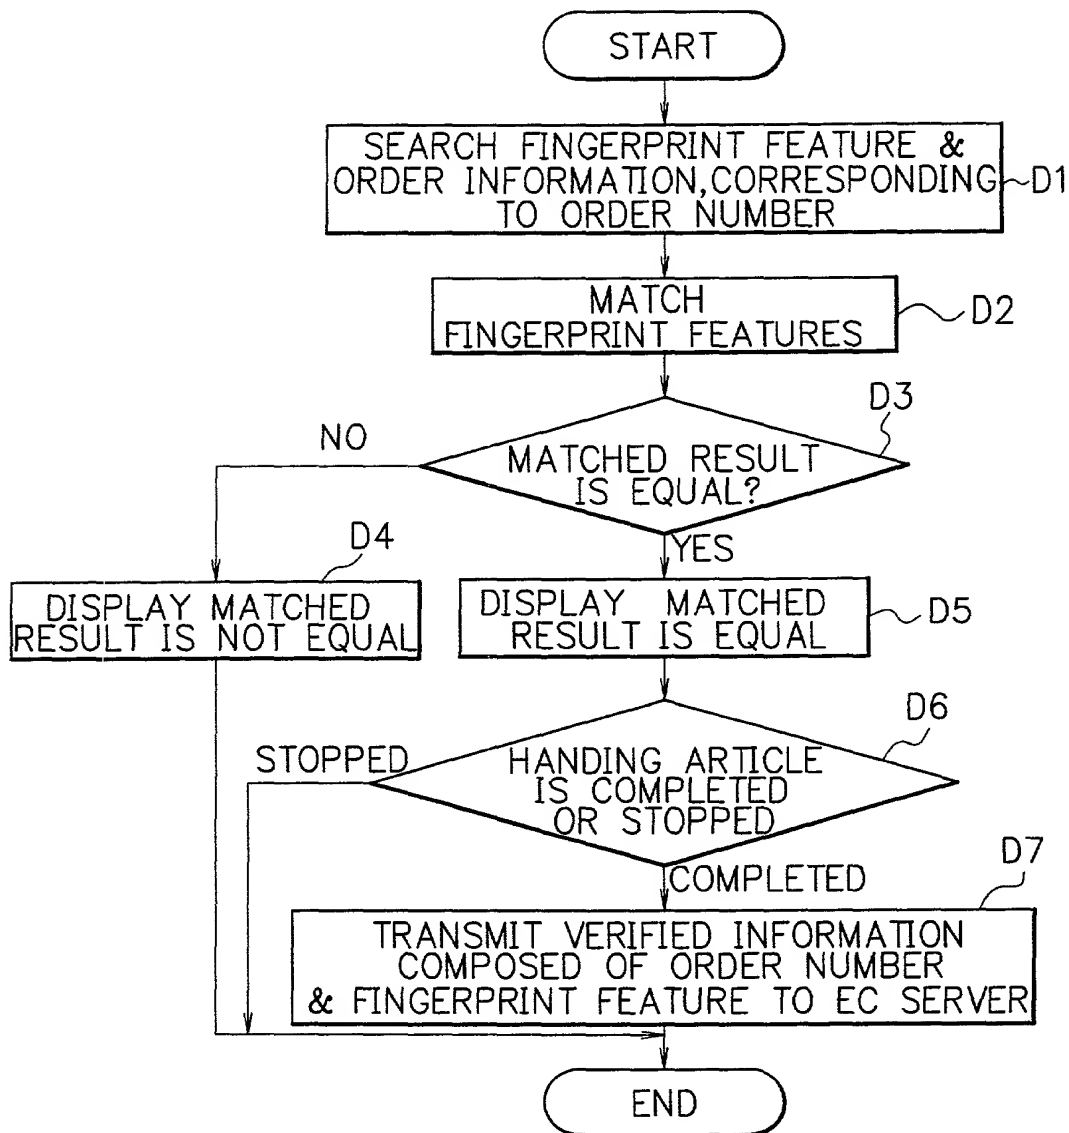 START
SEARCH FINGERPRINT FEATURE &
ORDER INFORMATION,CORRESPONDING
TO ORDER NUMBER
D1
MATCH
FINGERPRINT FEATURES
D2
D3
NO
MATCHED RESULT
IS EQUAL?
YES
D4
DISPLAY MATCHED
RESULT IS NOT EQUAL
DISPLAY MATCHED
RESULT IS EQUAL
D5
D6
STOPPED
HANDING ARTICLE
IS COMPLETED
OR STOPPED
COMPLETED
D7
TRANSMIT VERIFIED INFORMATION
COMPOSED OF ORDER NUMBER
& FINGERPRINT FEATURE TO EC SERVER
END